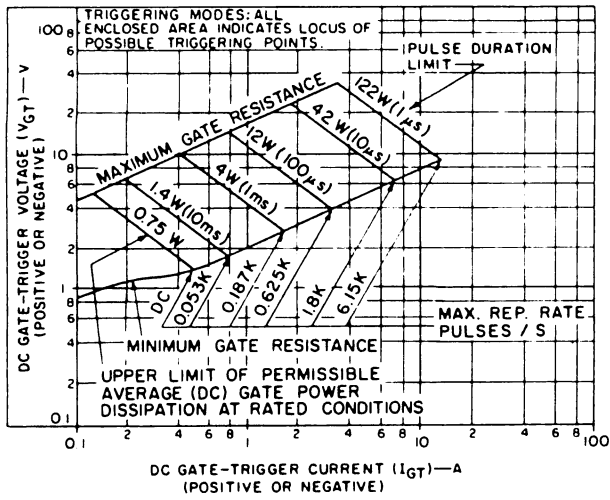 TRIGGERING MODES: ALL
ENCLOSED AREA INDICATES LOCUS OF
POSSIBLE TRIGGERING POINTS.
PULSE DURATION
LIMIT
MAXIMUM GATE RESISTANCE
122W(1μs)
42W(10μs)
12W(100μs)
4W(1ms)
1.4W(10ms)
0.75 W
DC
0.053K
0.187K
0.625K
1.8K
6.15K
MAX. REP. RATE
PULSES / S
MINIMUM GATE RESISTANCE
UPPER LIMIT OF PERMISSIBLE
AVERAGE (DC) GATE POWER
DISSIPATION AT RATED CONDITIONS
DC GATE-TRIGGER VOLTAGE (VGT)—V
(POSITIVE OR NEGATIVE)
8
100
6
4
2
10
8
6
4
2
1
8
6
4
2
0.1
0.1
2
4
6
8
1
2
4
6
8
10
2
4
6
8
100
DC GATE-TRIGGER CURRENT (IGT)—A
(POSITIVE OR NEGATIVE)